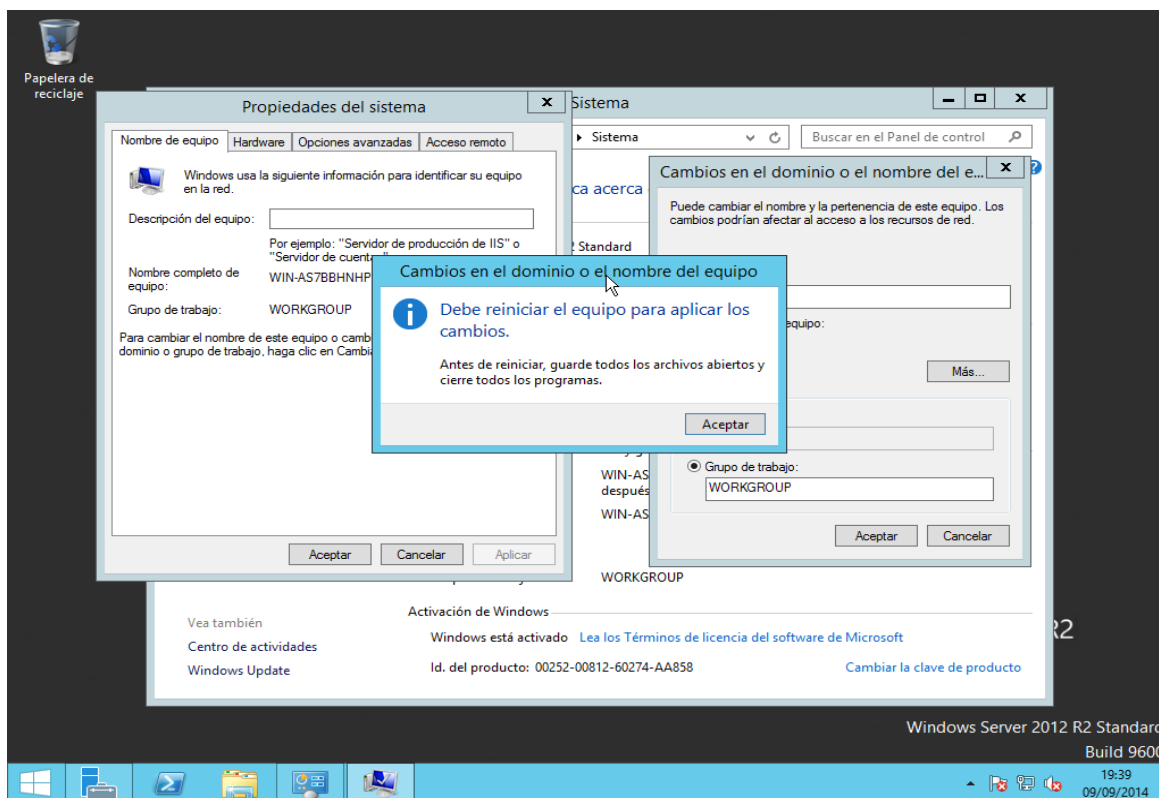 Papelera de
reciclaje
Sistema
Sistema
Buscar en el Panel de control
ca acerca
Standard
WIN-AS
después
WIN-AS
WORKGROUP
Activación de Windows
Windows está activado Lea los Términos de licencia del software de Microsoft
Id. del producto: 00252-00812-60274-AA858
Cambiar la clave de producto
Vea también
Centro de actividades
Windows Update
Propiedades del sistema
Nombre de equipo Hardware Opciones avanzadas Acceso remoto
Windows usa la siguiente información para identificar su equipo
en la red.
Descripción del equipo:
Por ejemplo: "Servidor de producción de IIS" o
"Servidor de cuent
Nombre completo de
equipo:
WIN-AS7BBHNHP
Grupo de trabajo: WORKGROUP
Para cambiar el nombre de este equipo o camb
dominio o grupo de trabajo, haga clic en Cambi
Aceptar Cancelar Aplicar
Cambios en el dominio o el nombre del e...
Puede cambiar el nombre y la pertenencia de este equipo. Los
cambios podrían afectar al acceso a los recursos de red.
equipo:
Más...
Grupo de trabajo:
WORKGROUP
Aceptar Cancelar
Cambios en el dominio o el nombre del equipo
Debe reiniciar el equipo para aplicar los
cambios.
Antes de reiniciar, guarde todos los archivos abiertos y
cierre todos los programas.
Aceptar
R2
Windows Server 2012 R2 Standard
Build 9600
19:39
09/09/2014